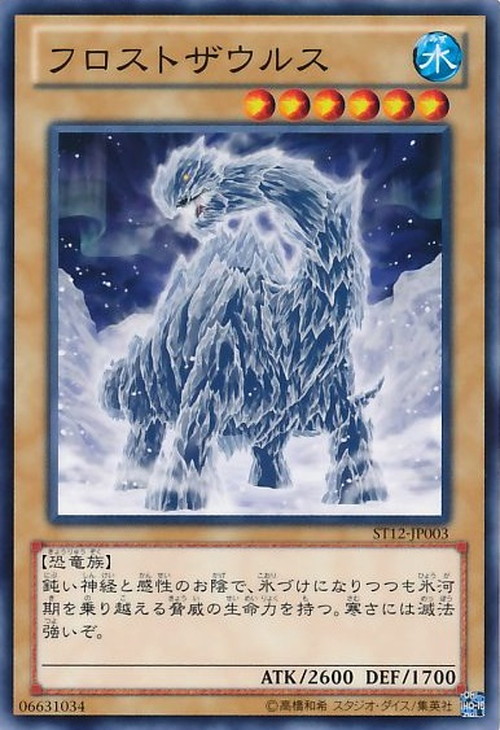 フロストザウルス
水
ST12-JP003
【恐竜族】
鈍い神経と感性のお陰で、氷づけになりつつも氷河
期を乗り越える脅威の生命力を持つ。寒さには滅法
強いぞ。
ATK/2600 DEF/1700
06631034 ©高橋和希 スタジオ・ダイス/集英社